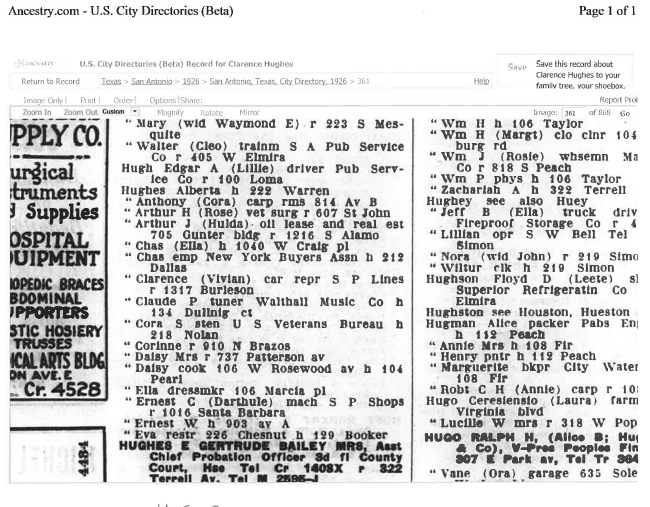 Ancestry.com - U.S. City Directories (Beta)
Page 1 of 1
ancestry
U.S. City Directories (Beta) Record for Clarence Hughes
Save
Save this record about
Clarence Hughes to your
family tree, your shoebox.
Return to Record
Texas > San Antonio > 1926 > San Antonio, Texas, City Directory, 1926 > 361
Help
Image Only | Print | Order | Options | Share:
Report Prob
Zoom In Zoom Out Custom Magnify Rotate Mirror
Image: 361 of 868 Go
PPLY CO.
urgical
truments
Supplies
OSPITAL
UIPMENT
OPEDIC BRACES
BDOMINAL
PPORTERS
STIC HOSIERY
TRUSSES
ICAL ARTS BLDG
ON AVE. E
Cr. 4528
4484
" Mary (wid Waymond E) r 223 S Mes-
quite
" Walter (Cleo) trainm S A Pub Service
Co r 405 W Elmira
Hugh Edgar A (Lillie) driver Pub Serv-
ice Co r 100 Loma
Hughes Alberta h 222 Warren
" Anthony (Cora) carp rms 814 Av B
" Arthur H (Rose) vet surg r 607 St John
" Arthur J (Hulda) oil lease and real est
705 Gunter bldg r 1216 S Alamo
" Chas (Ella) h 1040 W Craig pl
" Chas emp New York Buyers Assn h 212
Dallas
" Clarence (Vivian) car repr S P Lines
r 1317 Burleson
" Claude P tuner Walthall Music Co h
134 Dullnig ct
" Cora S sten U S Veterans Bureau h
218 Nolan
" Corinne r 910 N Brazos
" Daisy Mrs r 737 Patterson av
" Daisy cook 106 W Rosewood av h 104
Pearl
" Ella dressmkr 106 Marcia pl
" Ernest C (Darthule) mach S P Shops
r 1016 Santa Barbara
" Ernest W h 903 av A
" Eva restr 226 Chesnut h 129 Booker
HUGHES E GERTRUDE BAILEY MRS, Asst
Chief Probation Officer 3d fl County
Court, Hse Tel Cr 1408X r 322
Terrell Av, Tel M 2595-J
" Wm H h 106 Taylor
" Wm H (Margt) clo clnr 104
burg rd
" Wm J (Rosie) whsemn Ma
Co r 818 S Peach
" Wm P phys h 106 Taylor
" Zachariah A h 322 Terrell
Hughey see also Huey
" Jeff B (Ella) truck driv
Fireproof Storage Co r 4
" Lillian opr S W Bell Tel
Simon
" Nora (wid John) r 219 Simo
" Wilfur clk h 219 Simon
Hughson Floyd D (Leete) sl
Superior Refrigeratin Co
Elmira
Hughston see Houston, Hueston
Hugman Alice packer Pabs En
h 112 Peach
" Annie Mrs h 108 Fir
" Henry pntr h 112 Peach
" Marguerite bkpr City Water
108 Fir
" Robt C H (Annie) carp r 10
Hugo Cereslensio (Laura) farm
Virginia blvd
" Lucille W mrs r 318 W Pop
HUGO RALPH H, (Alice B; Hug
& Co), V-Pres Peoples Fin
307 E Park av, Tel Tr 364
" Vane (Ora) garage 635 Sole